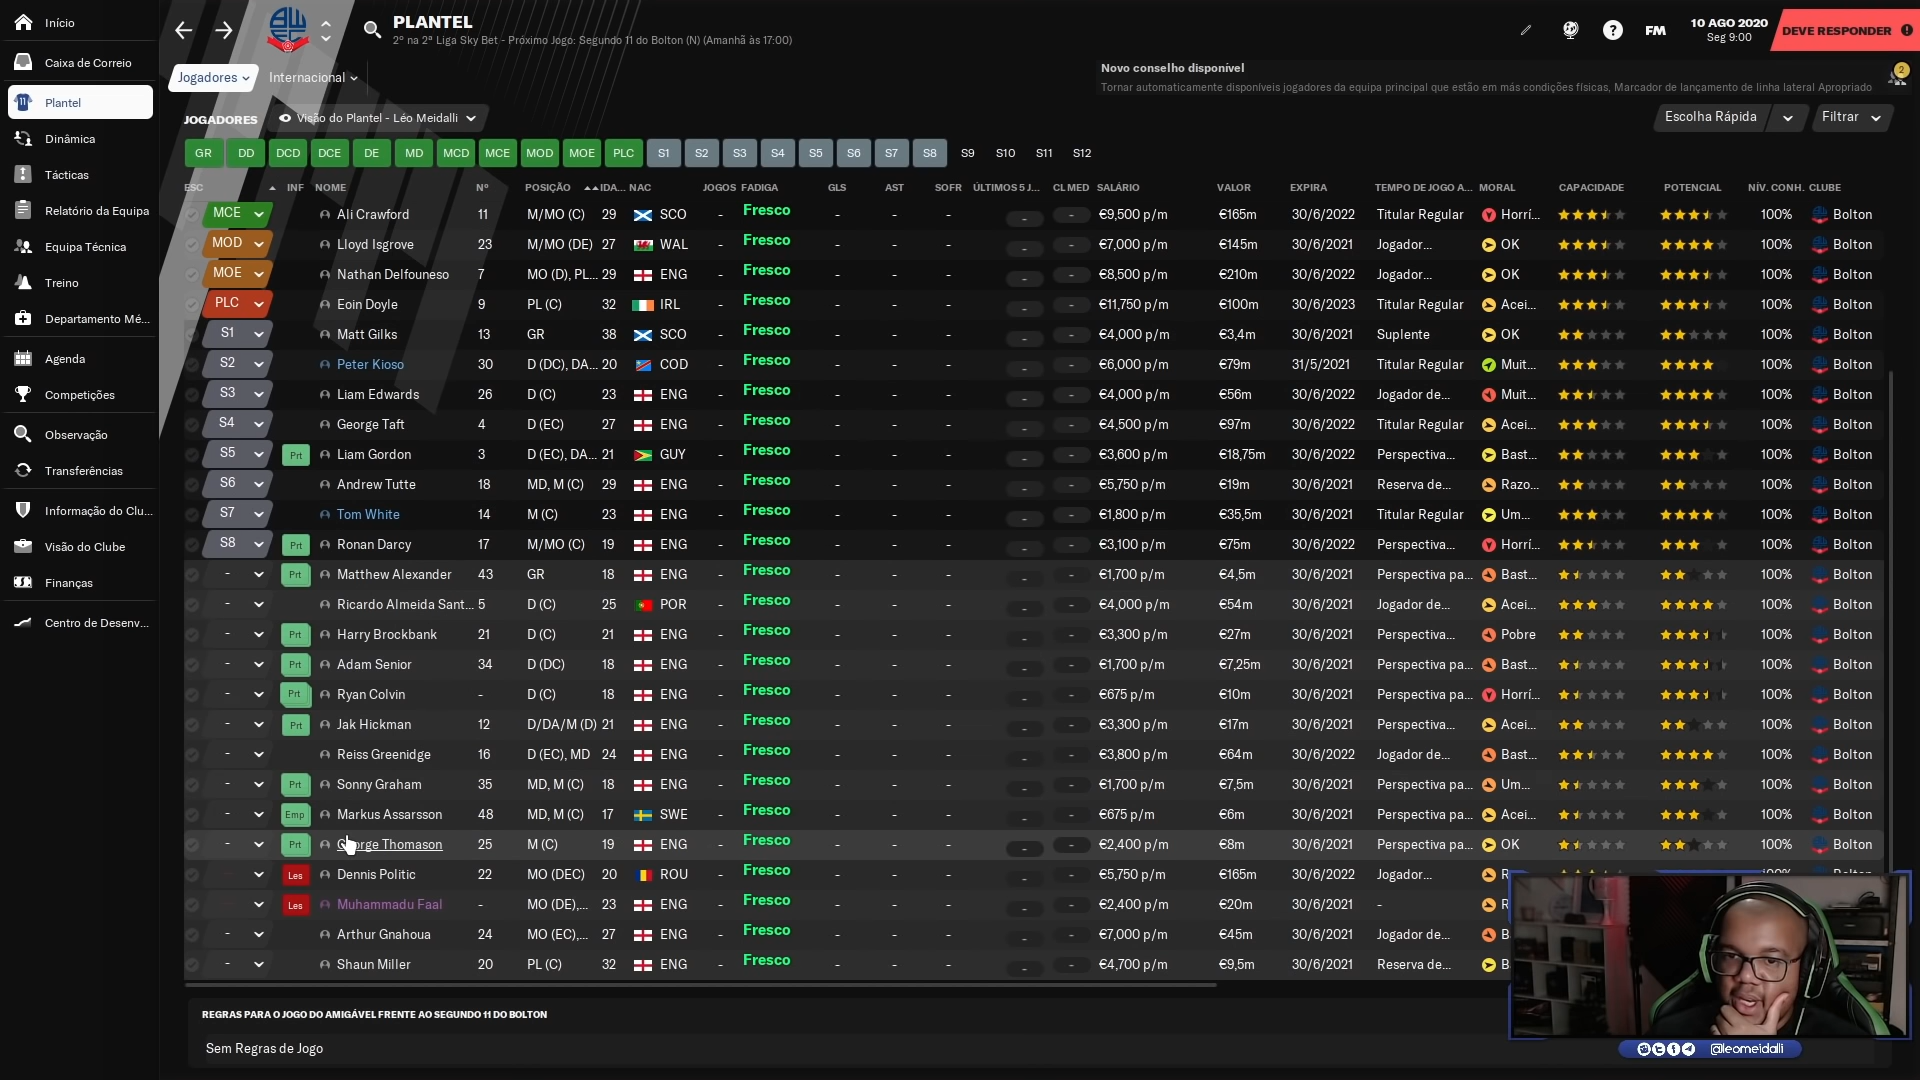 Início
Caixa de Correio
Plantel
Dinâmica
Tácticas
Relatório da Equipa
Equipa Técnica
Treino
Departamento Mé...
Agenda
Competições
Observação
Transferências
Informação do Clu...
Visão do Clube
Finanças
Centro de Desenv...
PLANTEL
2º na 2ª Liga Sky Bet - Próximo Jogo: Segundo 11 do Bolton (N) (Amanhã às 17:00)
FM
10 AGO 2020
Seg 9:00
DEVE RESPONDER
Jogadores
Internacional
Novo conselho disponível
Tornar automaticamente disponíveis jogadores da equipa principal que estão em más condições físicas, Marcador de lançamento de linha lateral Apropriado
2
JOGADORES
Visão do Plantel - Léo Meidalli
Escolha Rápida
Filtrar
GR DD DCD DCE DE MD MCD MCE MOD MOE PLC S1 S2 S3 S4 S5 S6 S7 S8 S9 S10 S11 S12
ESC INF NOME Nº POSIÇÃO IDA... NAC JOGOS FADIGA GLS AST SOFR ÚLTIMOS 5 J... CL MED SALÁRIO VALOR EXPIRA TEMPO DE JOGO A... MORAL CAPACIDADE POTENCIAL NÍV. CONH. CLUBE
MCE Ali Crawford 11 M/MO (C) 29 SCO - Fresco - - - - - €9,500 p/m €165m 30/6/2022 Titular Regular Horrí... 100% Bolton
MOD Lloyd Isgrove 23 M/MO (DE) 27 WAL - Fresco - - - - - €7,000 p/m €145m 30/6/2021 Jogador... OK 100% Bolton
MOE Nathan Delfouneso 7 MO (D), PL... 29 ENG - Fresco - - - - - €8,500 p/m €210m 30/6/2022 Jogador... OK 100% Bolton
PLC Eoin Doyle 9 PL (C) 32 IRL - Fresco - - - - - €11,750 p/m €100m 30/6/2023 Titular Regular Acei... 100% Bolton
S1 Matt Gilks 13 GR 38 SCO - Fresco - - - - - €4,000 p/m €3,4m 30/6/2021 Suplente OK 100% Bolton
S2 Peter Kioso 30 D (DC), DA... 20 COD - Fresco - - - - - €6,000 p/m €79m 31/5/2021 Titular Regular Muit... 100% Bolton
S3 Liam Edwards 26 D (C) 23 ENG - Fresco - - - - - €4,000 p/m €56m 30/6/2022 Jogador de... Muit... 100% Bolton
S4 George Taft 4 D (EC) 27 ENG - Fresco - - - - - €4,500 p/m €97m 30/6/2022 Titular Regular Acei... 100% Bolton
S5 Prt Liam Gordon 3 D (EC), DA... 21 GUY - Fresco - - - - - €3,600 p/m €18,75m 30/6/2022 Perspectiva... Bast... 100% Bolton
S6 Andrew Tutte 18 MD, M (C) 29 ENG - Fresco - - - - - €5,750 p/m €19m 30/6/2021 Reserva de... Razo... 100% Bolton
S7 Tom White 14 M (C) 23 ENG - Fresco - - - - - €1,800 p/m €35,5m 30/6/2021 Titular Regular Um... 100% Bolton
S8 Prt Ronan Darcy 17 M/MO (C) 19 ENG - Fresco - - - - - €3,100 p/m €75m 30/6/2022 Perspectiva... Horrí... 100% Bolton
- Prt Matthew Alexander 43 GR 18 ENG - Fresco - - - - - €1,700 p/m €4,5m 30/6/2021 Perspectiva pa... Bast... 100% Bolton
- Ricardo Almeida Sant... 5 D (C) 25 POR - Fresco - - - - - €4,000 p/m €54m 30/6/2021 Jogador de... Acei... 100% Bolton
- Prt Harry Brockbank 21 D (C) 21 ENG - Fresco - - - - - €3,300 p/m €27m 30/6/2021 Perspectiva... Pobre 100% Bolton
- Prt Adam Senior 34 D (DC) 18 ENG - Fresco - - - - - €1,700 p/m €7,25m 30/6/2021 Perspectiva pa... Bast... 100% Bolton
- Prt Ryan Colvin - D (C) 18 ENG - Fresco - - - - - €675 p/m €10m 30/6/2021 Perspectiva pa... Horrí... 100% Bolton
- Prt Jak Hickman 12 D/DA/M (D) 21 ENG - Fresco - - - - - €3,300 p/m €17m 30/6/2021 Perspectiva... Acei... 100% Bolton
- Reiss Greenidge 16 D (EC), MD 24 ENG - Fresco - - - - - €3,800 p/m €64m 30/6/2022 Jogador de... Bast... 100% Bolton
- Prt Sonny Graham 35 MD, M (C) 18 ENG - Fresco - - - - - €1,700 p/m €7,5m 30/6/2021 Perspectiva pa... Um... 100% Bolton
- Emp Markus Assarsson 48 MD, M (C) 17 SWE - Fresco - - - - - €675 p/m €6m 30/6/2021 Perspectiva pa... Acei... 100% Bolton
- Prt George Thomason 25 M (C) 19 ENG - Fresco - - - - - €2,400 p/m €8m 30/6/2021 Perspectiva pa... OK 100% Bolton
Les Dennis Politic 22 MO (DEC) 20 ROU - Fresco - - - - - €5,750 p/m €165m 30/6/2022 Jogador... R
Les Muhammadu Faal - MO (DE),... 23 ENG - Fresco - - - - - €2,400 p/m €20m 30/6/2021 - R
- Arthur Gnahoua 24 MO (EC),... 27 ENG - Fresco - - - - - €7,000 p/m €45m 30/6/2021 Jogador de... B
- Shaun Miller 20 PL (C) 32 ENG - Fresco - - - - - €4,700 p/m €9,5m 30/6/2021 Reserva de... B
REGRAS PARA O JOGO DO AMIGÁVEL FRENTE AO SEGUNDO 11 DO BOLTON
Sem Regras de Jogo
@leomeidalli